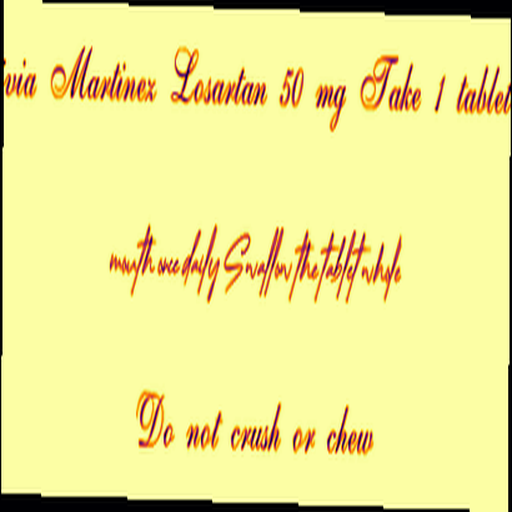 via Martinez Losartan 50 mg Take 1 tablet
mouth once daily Swallow the tablet whole
Do not crush or chew